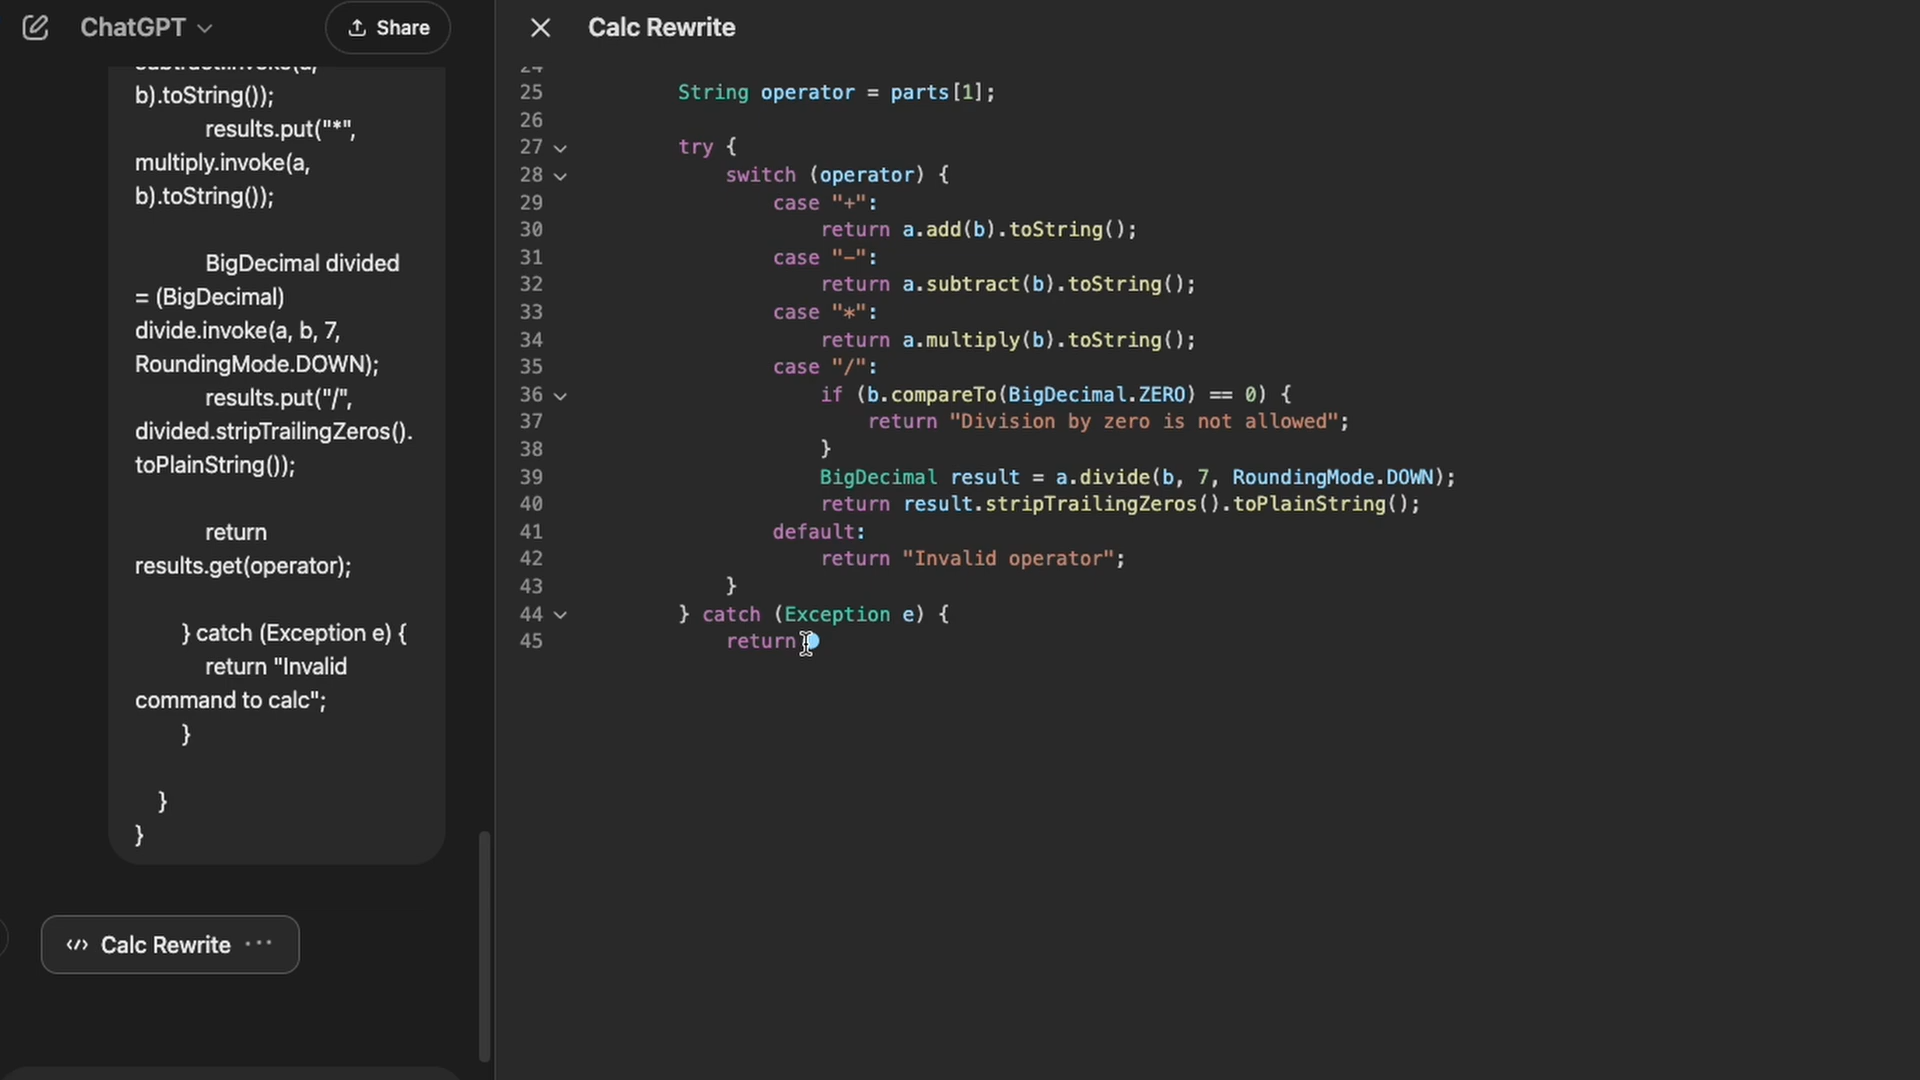 ChatGPT
Share
b).toString());
results.put("*",
multiply.invoke(a,
b).toString());
BigDecimal divided
= (BigDecimal)
divide.invoke(a, b, 7,
RoundingMode.DOWN);
results.put("/",
divided.stripTrailingZeros().
toPlainString());
return
results.get(operator);
} catch (Exception e) {
return "Invalid
command to calc";
}
}
}
Calc Rewrite ...
Calc Rewrite
24
25 String operator = parts[1];
26
27 try {
28 switch (operator) {
29 case "+":
30 return a.add(b).toString();
31 case "-":
32 return a.subtract(b).toString();
33 case "*":
34 return a.multiply(b).toString();
35 case "/":
36 if (b.compareTo(BigDecimal.ZERO) == 0) {
37 return "Division by zero is not allowed";
38 }
39 BigDecimal result = a.divide(b, 7, RoundingMode.DOWN);
40 return result.stripTrailingZeros().toPlainString();
41 default:
42 return "Invalid operator";
43 }
44 } catch (Exception e) {
45 return